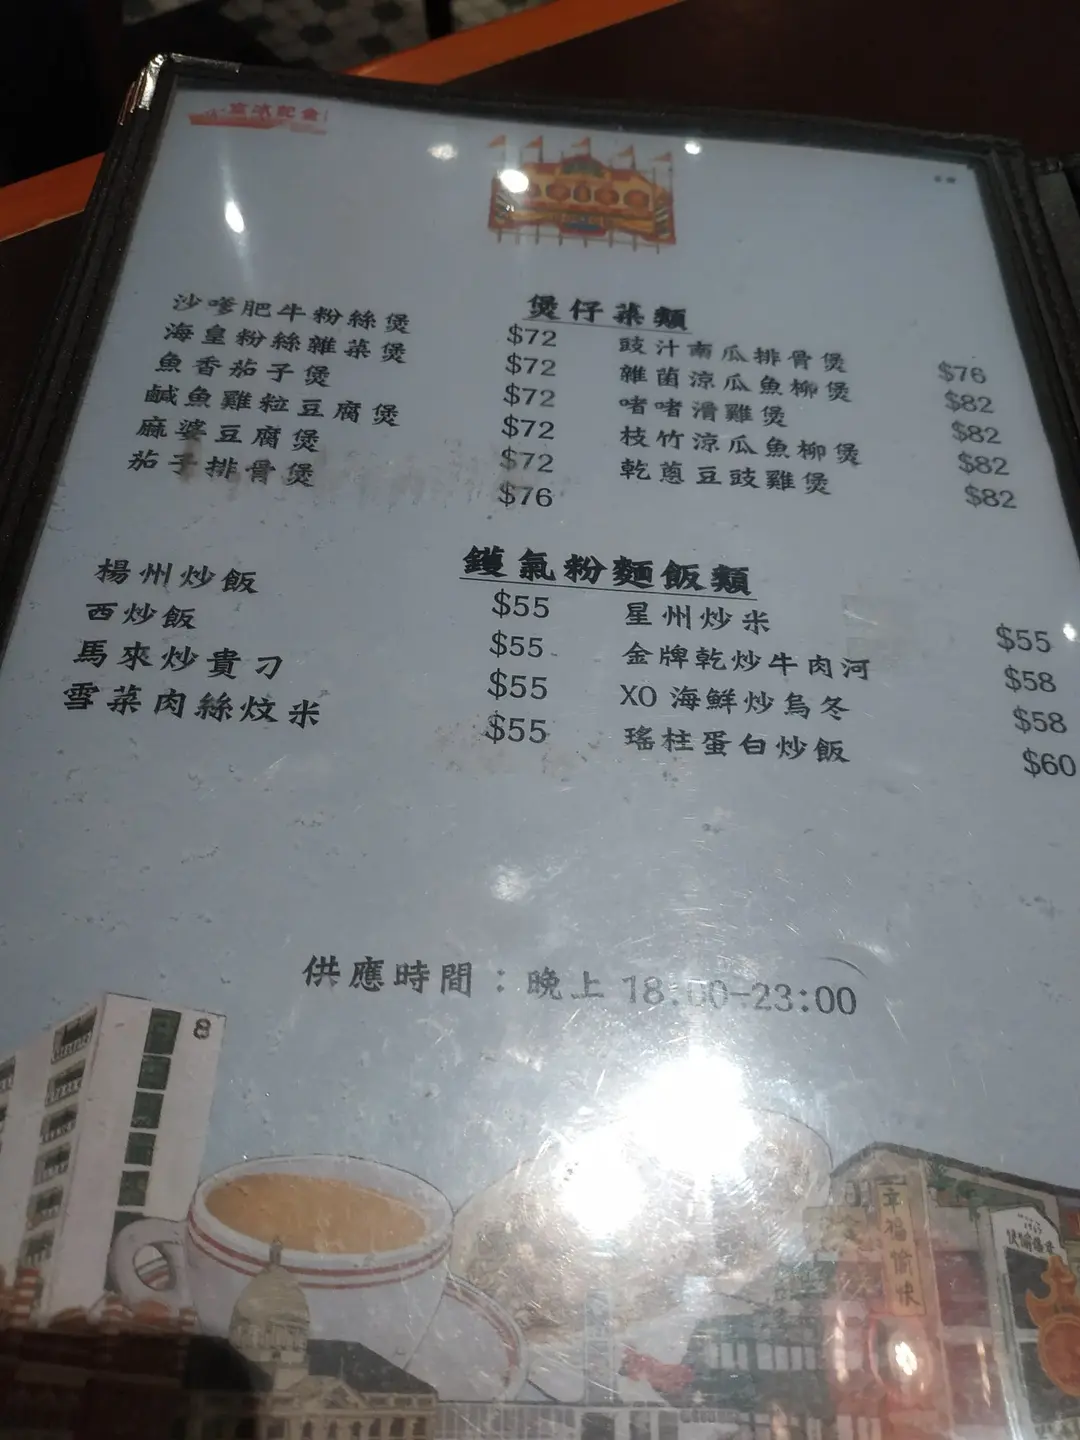 冰記會
煲仔菜類
沙嗲肥牛粉絲煲 $72
海皇粉絲雜菜煲 $72
魚香茄子煲 $72
鹹魚雞粒豆腐煲 $72
麻婆豆腐煲 $72
茄子排骨煲 $76
豉汁南瓜排骨煲 $76
雜菌涼瓜魚柳煲 $82
啫啫滑雞煲 $82
枝竹涼瓜魚柳煲 $82
乾蔥豆豉雞煲 $82
鑊氣粉麵飯類
楊州炒飯 $55
西炒飯 $55
馬來炒貴刁 $55
雪菜肉絲炆米 $55
星州炒米 $55
金牌乾炒牛肉河 $58
XO海鮮炒烏冬 $58
瑤柱蛋白炒飯 $60
供應時間：晚上 18:00-23:00
8
幸福愉快